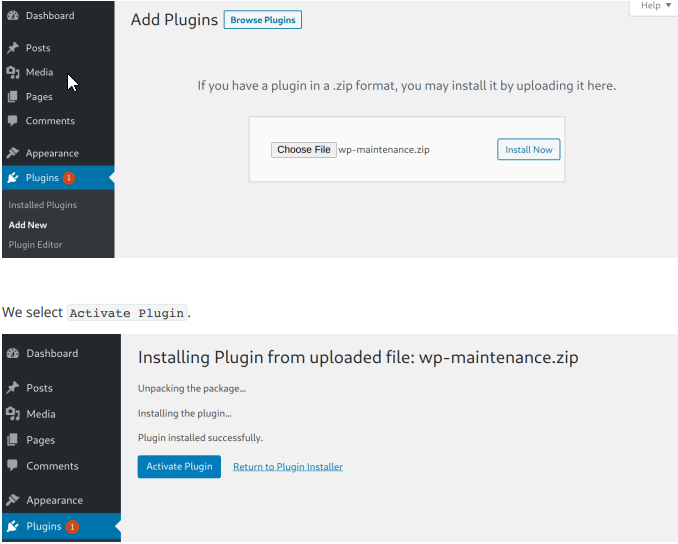 Dashboard
Add Plugins Browse Plugins
Help ▼
Posts
Media
Pages
Comments
Appearance
Plugins 1
Installed Plugins
Add New
Plugin Editor
If you have a plugin in a .zip format, you may install it by uploading it here.
Choose File wp-maintenance.zip Install Now
We select Activate Plugin.
Dashboard
Posts
Media
Pages
Comments
Appearance
Plugins 1
Installing Plugin from uploaded file: wp-maintenance.zip
Unpacking the package...
Installing the plugin...
Plugin installed successfully.
Activate Plugin Return to Plugin Installer